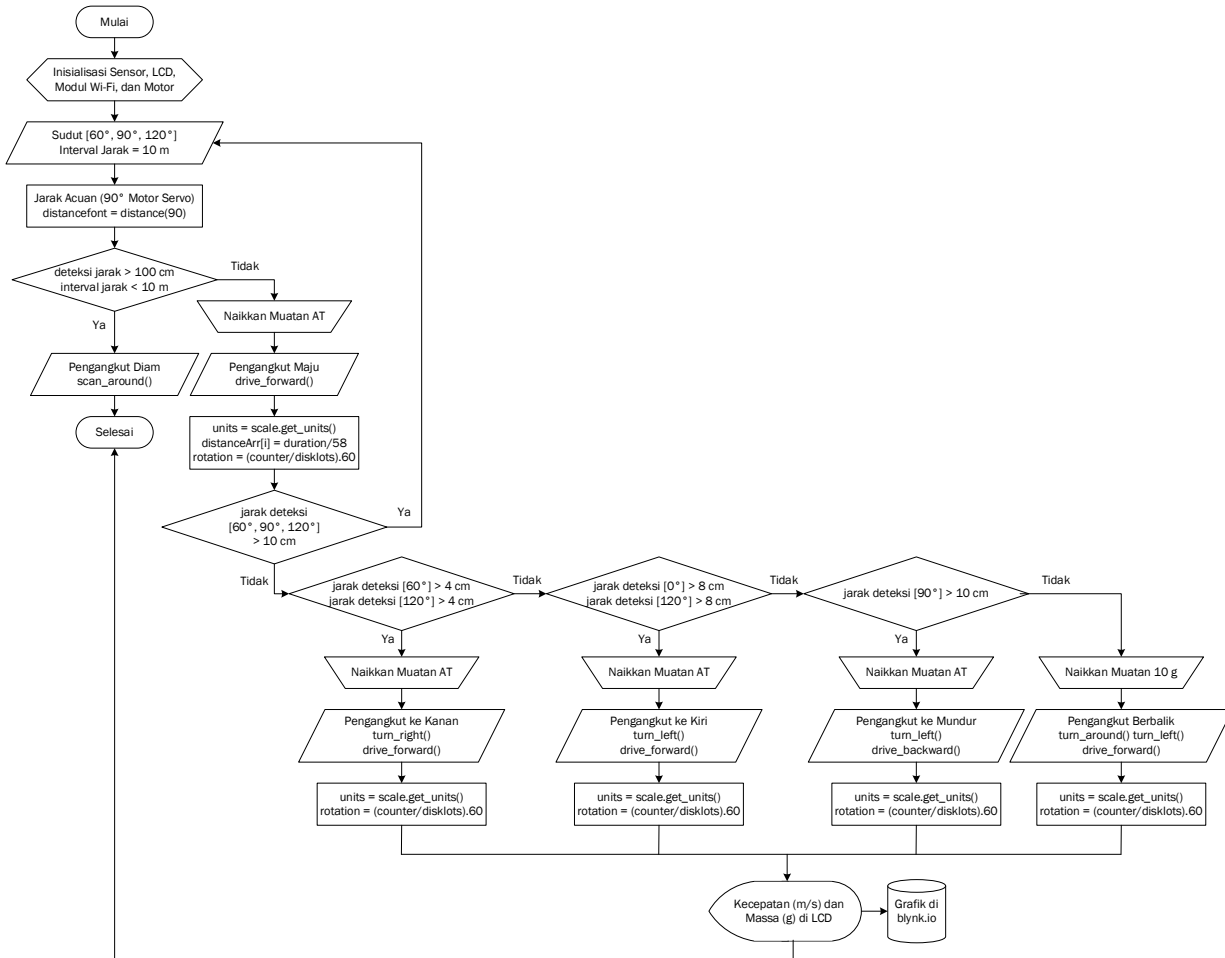 Mulai
Inisialisasi Sensor, LCD,
Modul Wi-Fi, dan Motor
Sudut [60°, 90°, 120°]
Interval Jarak = 10 m
Jarak Acuan (90° Motor Servo)
distancefont = distance(90)
deteksi jarak > 100 cm
interval jarak < 10 m
Tidak
Ya
Naikkan Muatan AT
Pengangkut Diam
scan_around()
Pengangkut Maju
drive_forward()
Selesai
units = scale.get_units()
distanceArr[i] = duration/58
rotation = (counter/disklots).60
jarak deteksi
[60°, 90°, 120°]
> 10 cm
Ya
Tidak
jarak deteksi [60°] > 4 cm
jarak deteksi [120°] > 4 cm
Tidak
jarak deteksi [0°] > 8 cm
jarak deteksi [120°] > 8 cm
Tidak
jarak deteksi [90°] > 10 cm
Tidak
Ya
Ya
Ya
Naikkan Muatan AT
Naikkan Muatan AT
Naikkan Muatan AT
Naikkan Muatan 10 g
Pengangkut ke Kanan
turn_right()
drive_forward()
Pengangkut ke Kiri
turn_left()
drive_forward()
Pengangkut ke Mundur
turn_left()
drive_backward()
Pengangkut Berbalik
turn_around() turn_left()
drive_forward()
units = scale.get_units()
rotation = (counter/disklots).60
units = scale.get_units()
rotation = (counter/disklots).60
units = scale.get_units()
rotation = (counter/disklots).60
units = scale.get_units()
rotation = (counter/disklots).60
Kecepatan (m/s) dan
Massa (g) di LCD
Grafik di
blynk.io